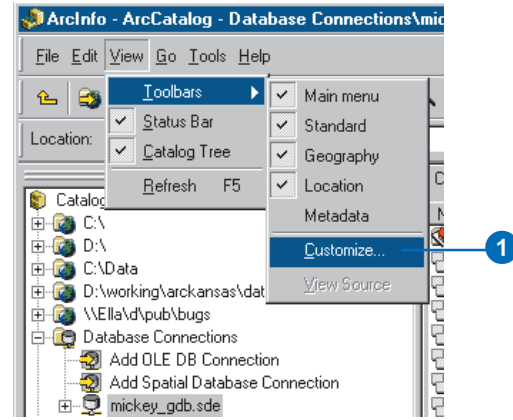 ArcInfo - ArcCatalog - Database Connections\mic
File Edit View Go Tools Help
Toolbars
Main menu
Status Bar
Standard
Location:
Catalog Tree
Geography
Refresh F5
Location
Catalog
Metadata
C:\
D:\
Customize...
1
C:\Data
View Source
D:\working\arckansas\dat
\\Ella\d\pub\bugs
Database Connections
Add OLE DB Connection
Add Spatial Database Connection
mickey_gdb.sde